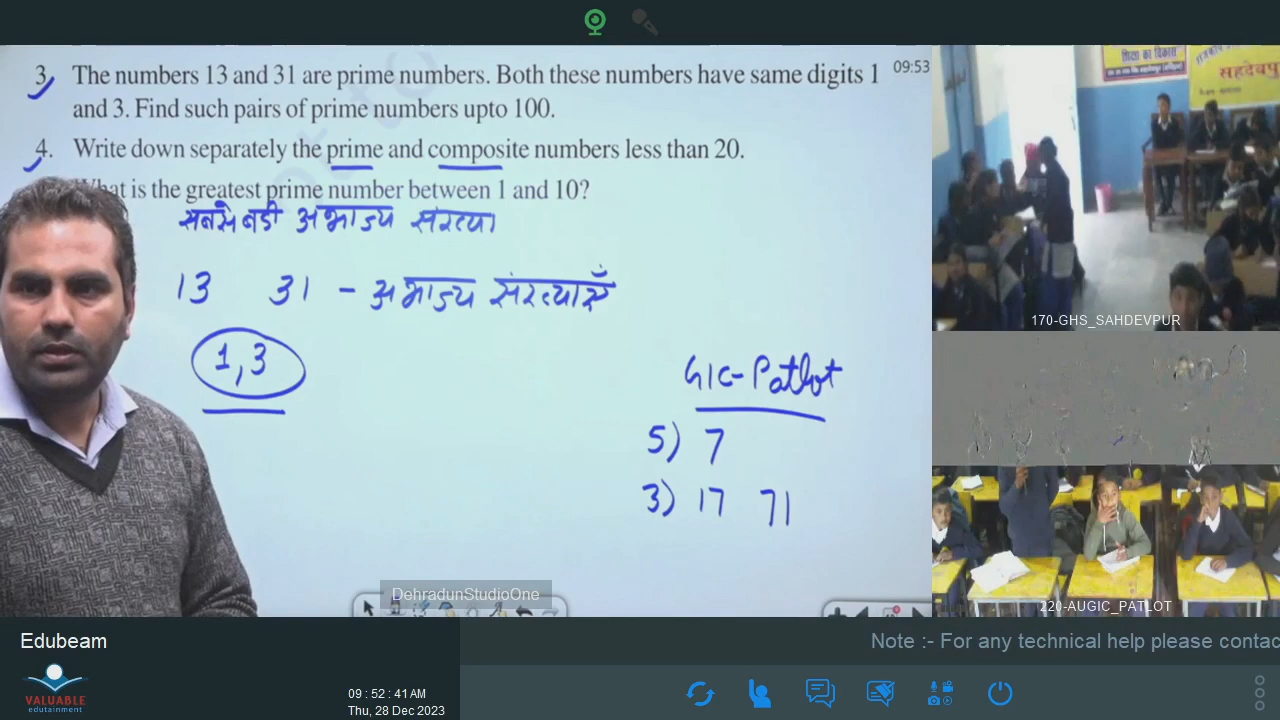 3. The numbers 13 and 31 are prime numbers. Both these numbers have same digits 1
09:53
and 3. Find such pairs of prime numbers upto 100.
4. Write down separately the prime and composite numbers less than 20.
What is the greatest prime number between 1 and 10?
सबसे बडी अभाज्य संख्या
13 31 - अभाज्य संख्याएँ
1,3
GIC-Patlot
5) 7
3) 17 71
शिक्षा का विकास
सहदेवपु
170-GHS_SAHDEVPUR
220-AUGIC_PATLOT
DehradunStudioOne
Edubeam
Note :- For any technical help please contac
VALUABLE
edutainment
09 : 52 : 41 AM
Thu, 28 Dec 2023